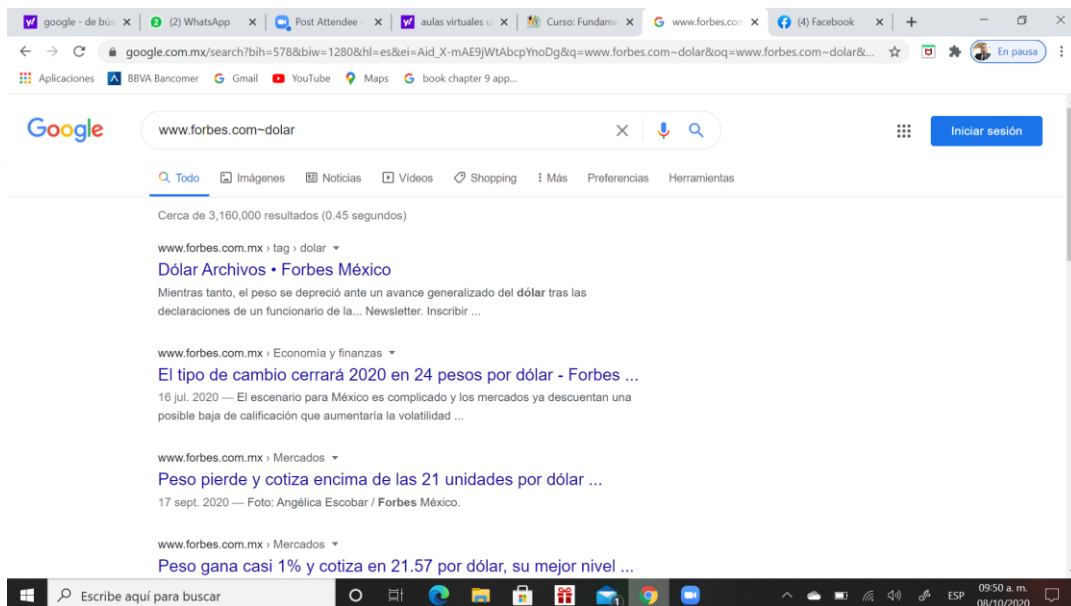 google - de bús
(2) WhatsApp
Post Attendee -
aulas virtuales u
Curso: Fundame
www.forbes.con
(4) Facebook
google.com.mx/search?bih=578&biw=1280&hl=es&ei=Aid_X-mAE9jWtAbcpYnoDg&q=www.forbes.com~dolar&oq=www.forbes.com~dolar&...
En pausa
Aplicaciones
BBVA Bancomer
Gmail
YouTube
Maps
book chapter 9 app...
Google
www.forbes.com~dolar
Iniciar sesión
Todo
Imágenes
Noticias
Vídeos
Shopping
Más
Preferencias
Herramientas
Cerca de 3,160,000 resultados (0.45 segundos)
www.forbes.com.mx › tag › dolar
Dólar Archivos • Forbes México
Mientras tanto, el peso se depreció ante un avance generalizado del dólar tras las
declaraciones de un funcionario de la... Newsletter. Inscribir ...
www.forbes.com.mx › Economía y finanzas
El tipo de cambio cerrará 2020 en 24 pesos por dólar - Forbes ...
16 jul. 2020 — El escenario para México es complicado y los mercados ya descuentan una
posible baja de calificación que aumentaría la volatilidad ...
www.forbes.com.mx › Mercados
Peso pierde y cotiza encima de las 21 unidades por dólar ...
17 sept. 2020 — Foto: Angélica Escobar / Forbes México.
www.forbes.com.mx › Mercados
Peso gana casi 1% y cotiza en 21.57 por dólar, su mejor nivel ...
Escribe aquí para buscar
ESP
09:50 a. m.
08/10/2020